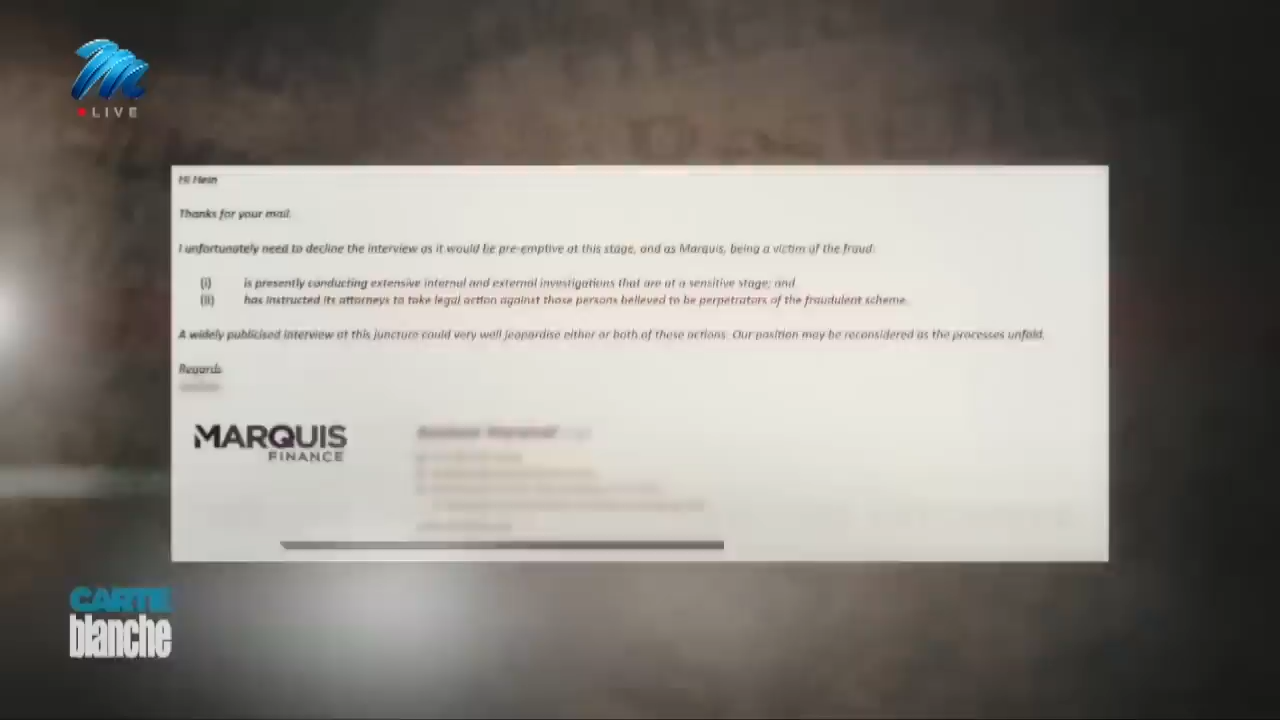 LIVE
Hi Hein
Thanks for your mail.
I unfortunately need to decline the interview as it would be pre-emptive at this stage, and as Marquis, being a victim of the fraud:
(i) is presently conducting extensive internal and external investigations that are at a sensitive stage; and
(ii) has instructed its attorneys to take legal action against those persons believed to be perpetrators of the fraudulent scheme.
A widely publicised interview at this juncture could very well jeopardise either or both of these actions. Our position may be reconsidered as the processes unfold.
Regards
MARQUIS
FINANCE
CARTE
blanche